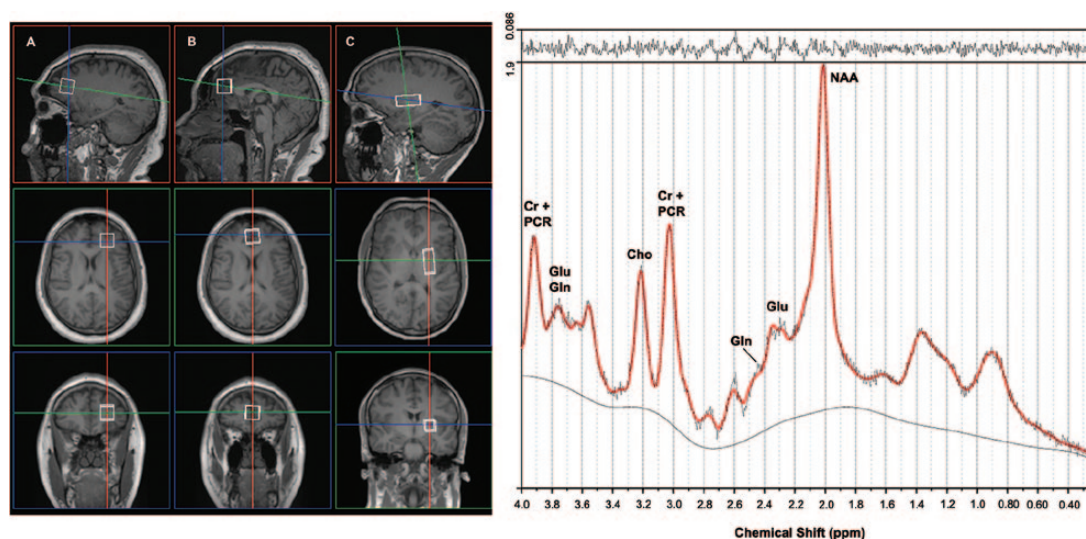 A
B
C
0.086
1.9
NAA
Cr +
PCR
Cr +
PCR
Cho
Glu
Gln
Glu
Gln
4.0 3.8 3.6 3.4 3.2 3.0 2.8 2.6 2.4 2.2 2.0 1.8 1.6 1.4 1.2 1.0 0.80 0.60 0.40 0.20
Chemical Shift (ppm)